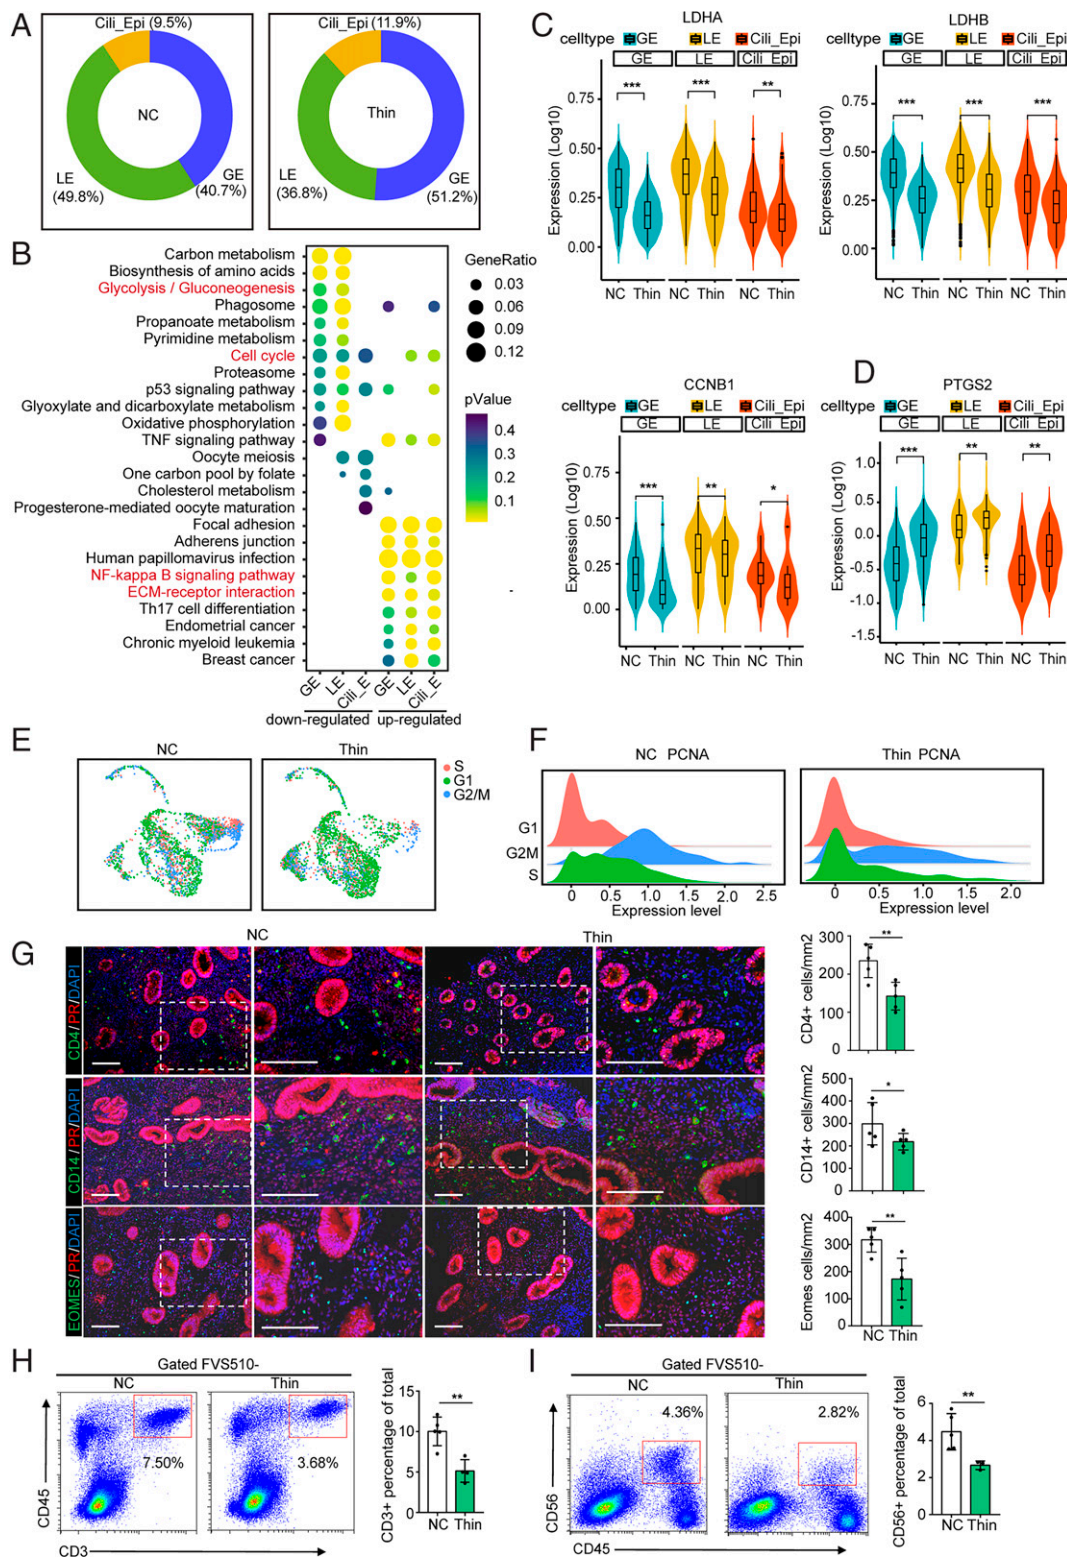 A
Cili_Epi (9.5%)
NC
LE
(49.8%)
GE
(40.7%)
Cili_Epi (11.9%)
Thin
LE
(36.8%)
GE
(51.2%)
B
Carbon metabolism
Biosynthesis of amino acids
Glycolysis / Gluconeogenesis
Phagosome
Propanoate metabolism
Pyrimidine metabolism
Cell cycle
Proteasome
p53 signaling pathway
Glyoxylate and dicarboxylate metabolism
Oxidative phosphorylation
TNF signaling pathway
Oocyte meiosis
One carbon pool by folate
Cholesterol metabolism
Progesterone-mediated oocyte maturation
Focal adhesion
Adherens junction
Human papillomavirus infection
NF-kappa B signaling pathway
ECM-receptor interaction
Th17 cell differentiation
Endometrial cancer
Chronic myeloid leukemia
Breast cancer
GE LE Cili_E GE LE Cili_E
down-regulated up-regulated
GeneRatio
0.03
0.06
0.09
0.12
pValue
0.4
0.3
0.2
0.1
-
C
LDHA
celltype GE LE Cili_Epi
GE LE Cili_Epi
*** *** **
Expression (Log10)
0.75
0.50
0.25
0.00
NC Thin NC Thin NC Thin
LDHB
celltype GE LE Cili_Epi
GE LE Cili_Epi
*** *** ***
Expression (Log10)
0.75
0.50
0.25
0.00
NC Thin NC Thin NC Thin
CCNB1
celltype GE LE Cili_Epi
GE LE Cili_Epi
*** ** *
Expression (Log10)
0.75
0.50
0.25
0.00
NC Thin NC Thin NC Thin
D
PTGS2
celltype GE LE Cili_Epi
GE LE Cili_Epi
*** ** **
Expression (Log10)
1.0
0.5
0.0
-0.5
-1.0
-1.5
NC Thin NC Thin NC Thin
E
NC
Thin
S
G1
G2/M
F
NC PCNA
G1
G2M
S
0 0.5 1.0 1.5 2.0 2.5
Expression level
Thin PCNA
0 0.5 1.0 1.5 2.0
Expression level
G
NC
Thin
CD4/PR/DAPI
CD14/PR/DAPI
EOMES/PR/DAPI
CD4+ cells/mm2
300
200
100
0
**
CD14+ cells/mm2
500
400
300
200
100
0
*
Eomes cells/mm2
400
300
200
100
0
**
NC Thin
H
Gated FVS510-
NC
Thin
7.50%
3.68%
CD45
CD3
CD3+ percentage of total
15
10
5
0
**
NC Thin
I
Gated FVS510-
NC
Thin
4.36%
2.82%
CD56
CD45
CD56+ percentage of total
6
4
2
0
**
NC Thin